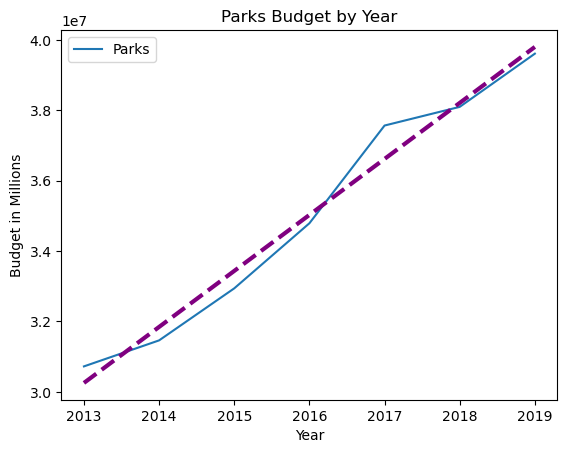 Parks Budget by Year
1e7
Parks
4.0
3.8
3.6
3.4
3.2
3.0
Budget in Millions
2013 2014 2015 2016 2017 2018 2019
Year